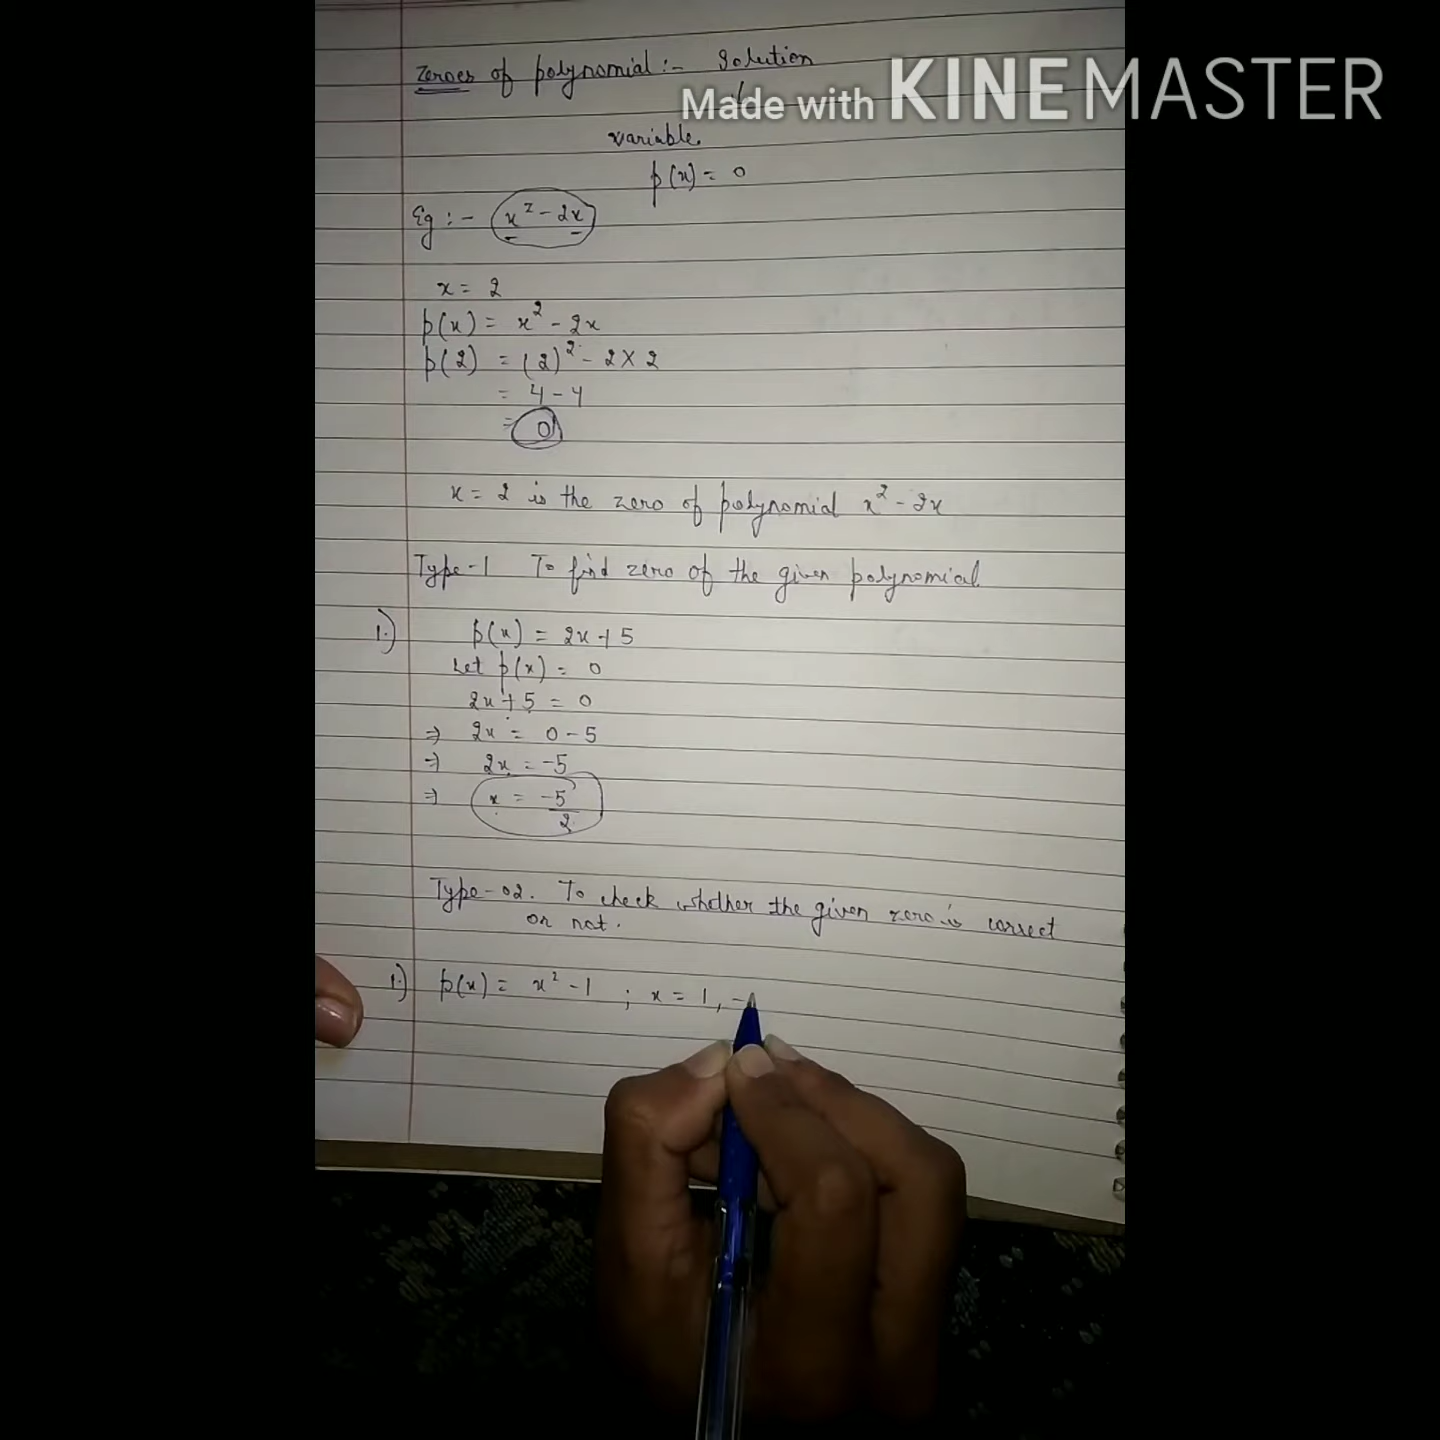 Zeroes of polynomial :- Solution
Made with KINEMASTER
variable.
p(x) = 0
Eg :- x² - 2x
x = 2
p(x) = x² - 2x
p(2) = (2)² - 2 × 2
= 4 - 4
= 0
x = 2 is the zero of polynomial x² - 2x
Type-1 To find zero of the given polynomial
1.) p(x) = 2x + 5
Let p(x) = 0
2x + 5 = 0
⇒ 2x = 0 - 5
⇒ 2x = -5
⇒ x = -5/2
Type-02. To check whether the given zero is correct
or not.
1.) p(x) = x² - 1 ; x = 1, -